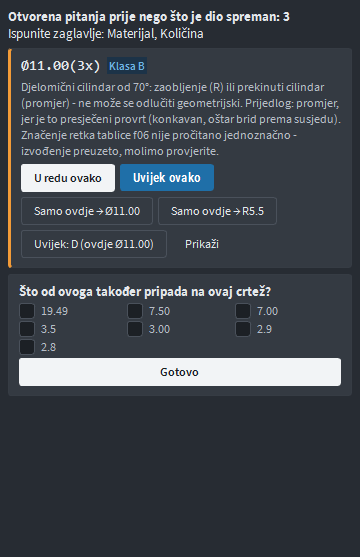 Otvorena pitanja prije nego što je dio spreman: 3
Ispunite zaglavlje: Materijal, Količina
Ø11.00(3x) Klasa B
Djelomični cilindar od 70°: zaobljenje (R) ili prekinuti cilindar
(promjer) - ne može se odlučiti geometrijski. Prijedlog: promjer,
jer je to presječeni provrt (konkavan, oštar brid prema susjedu).
Značenje retka tablice f06 nije pročitano jednoznačno -
izvođenje preuzeto, molimo provjerite.
U redu ovako Uvijek ovako
Samo ovdje → Ø11.00 Samo ovdje → R5.5
Uvijek: D (ovdje Ø11.00) Prikaži
Što od ovoga također pripada na ovaj crtež?
19.49 7.50 7.00
3.5 3.00 2.9
2.8
Gotovo